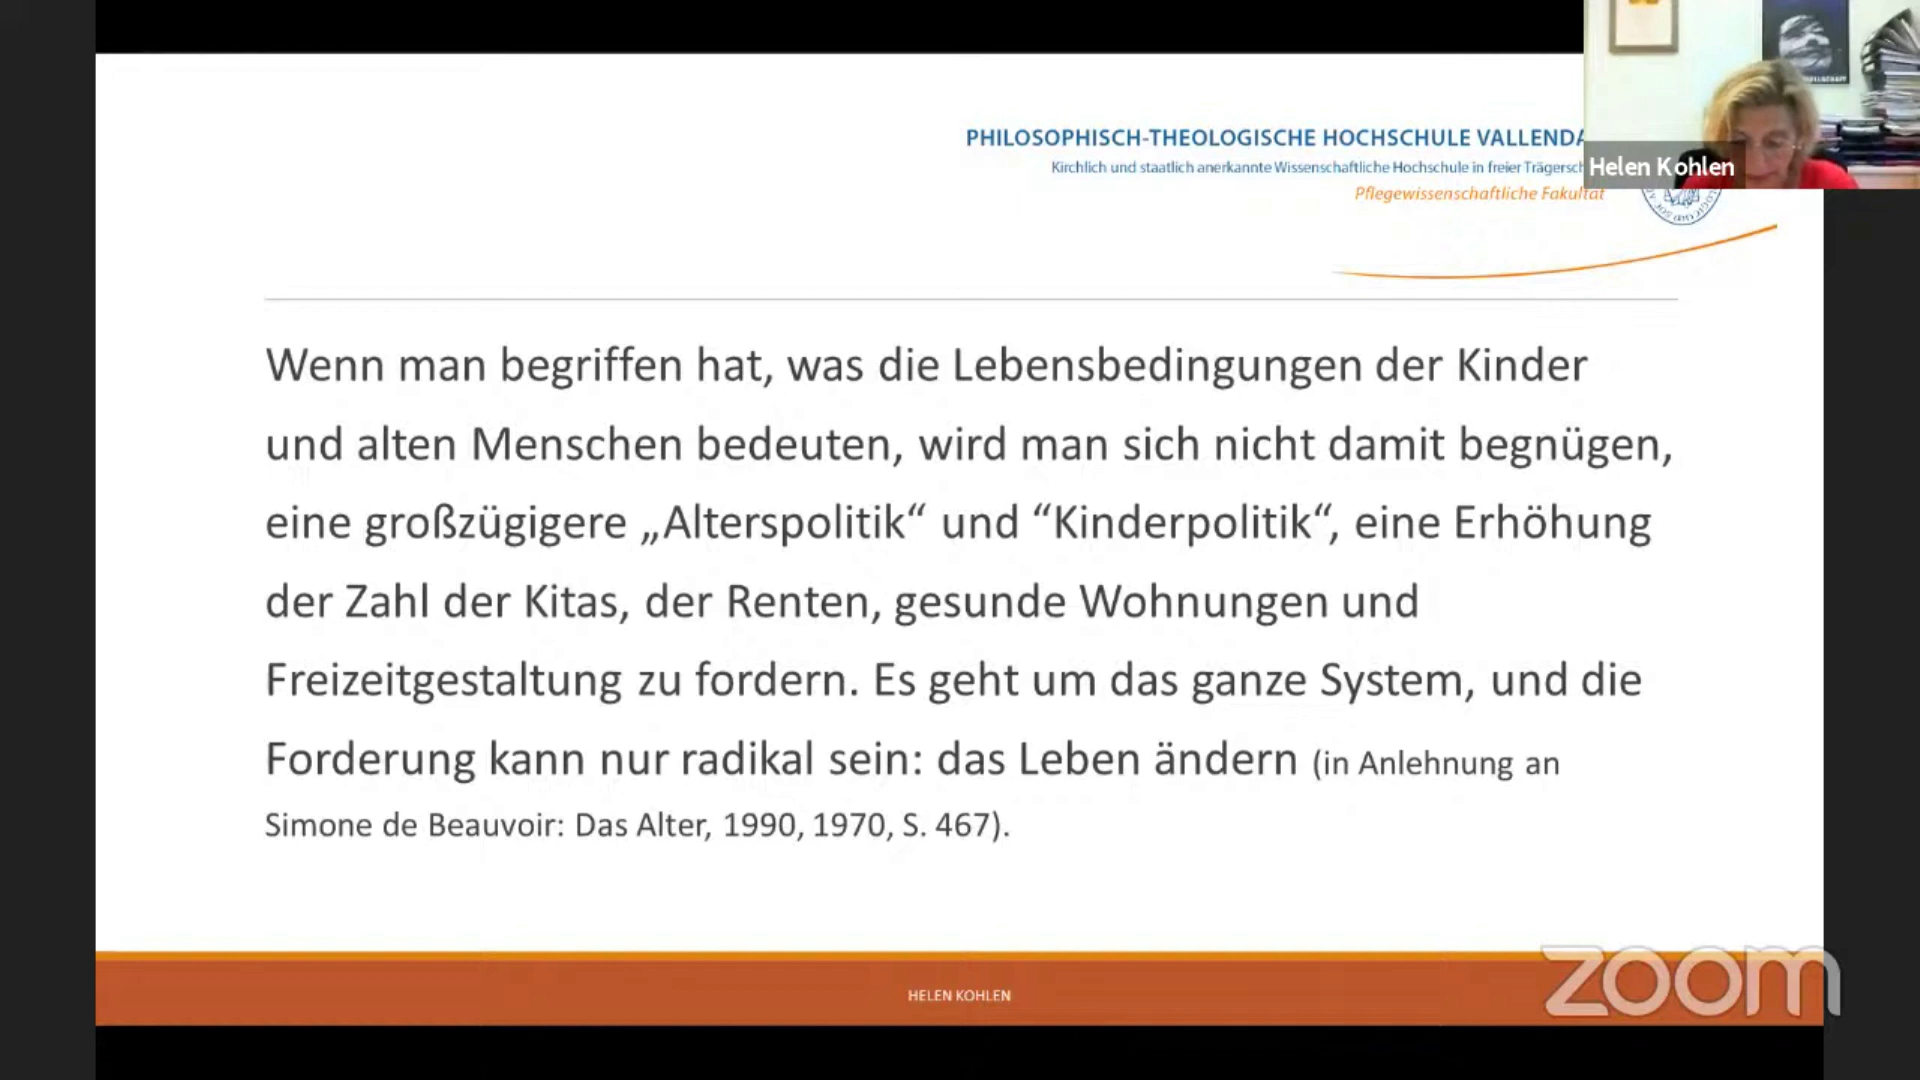 PHILOSOPHISCH-THEOLOGISCHE HOCHSCHULE
Kirchlich und staatlich anerkannte Wissenschaftliche Hochschule in freier
Pflegewissenschaftliche Fakultät
Helen Kohlen
Wenn man begriffen hat, was die Lebensbedingungen der Kinder
und alten Menschen bedeuten, wird man sich nicht damit begnügen,
eine großzügigere „Alterspolitik“ und “Kinderpolitik“, eine Erhöhung
der Zahl der Kitas, der Renten, gesunde Wohnungen und
Freizeitgestaltung zu fordern. Es geht um das ganze System, und die
Forderung kann nur radikal sein: das Leben ändern (in Anlehnung an
Simone de Beauvoir: Das Alter, 1990, 1970, S. 467).
HELEN KOHLEN
zoom